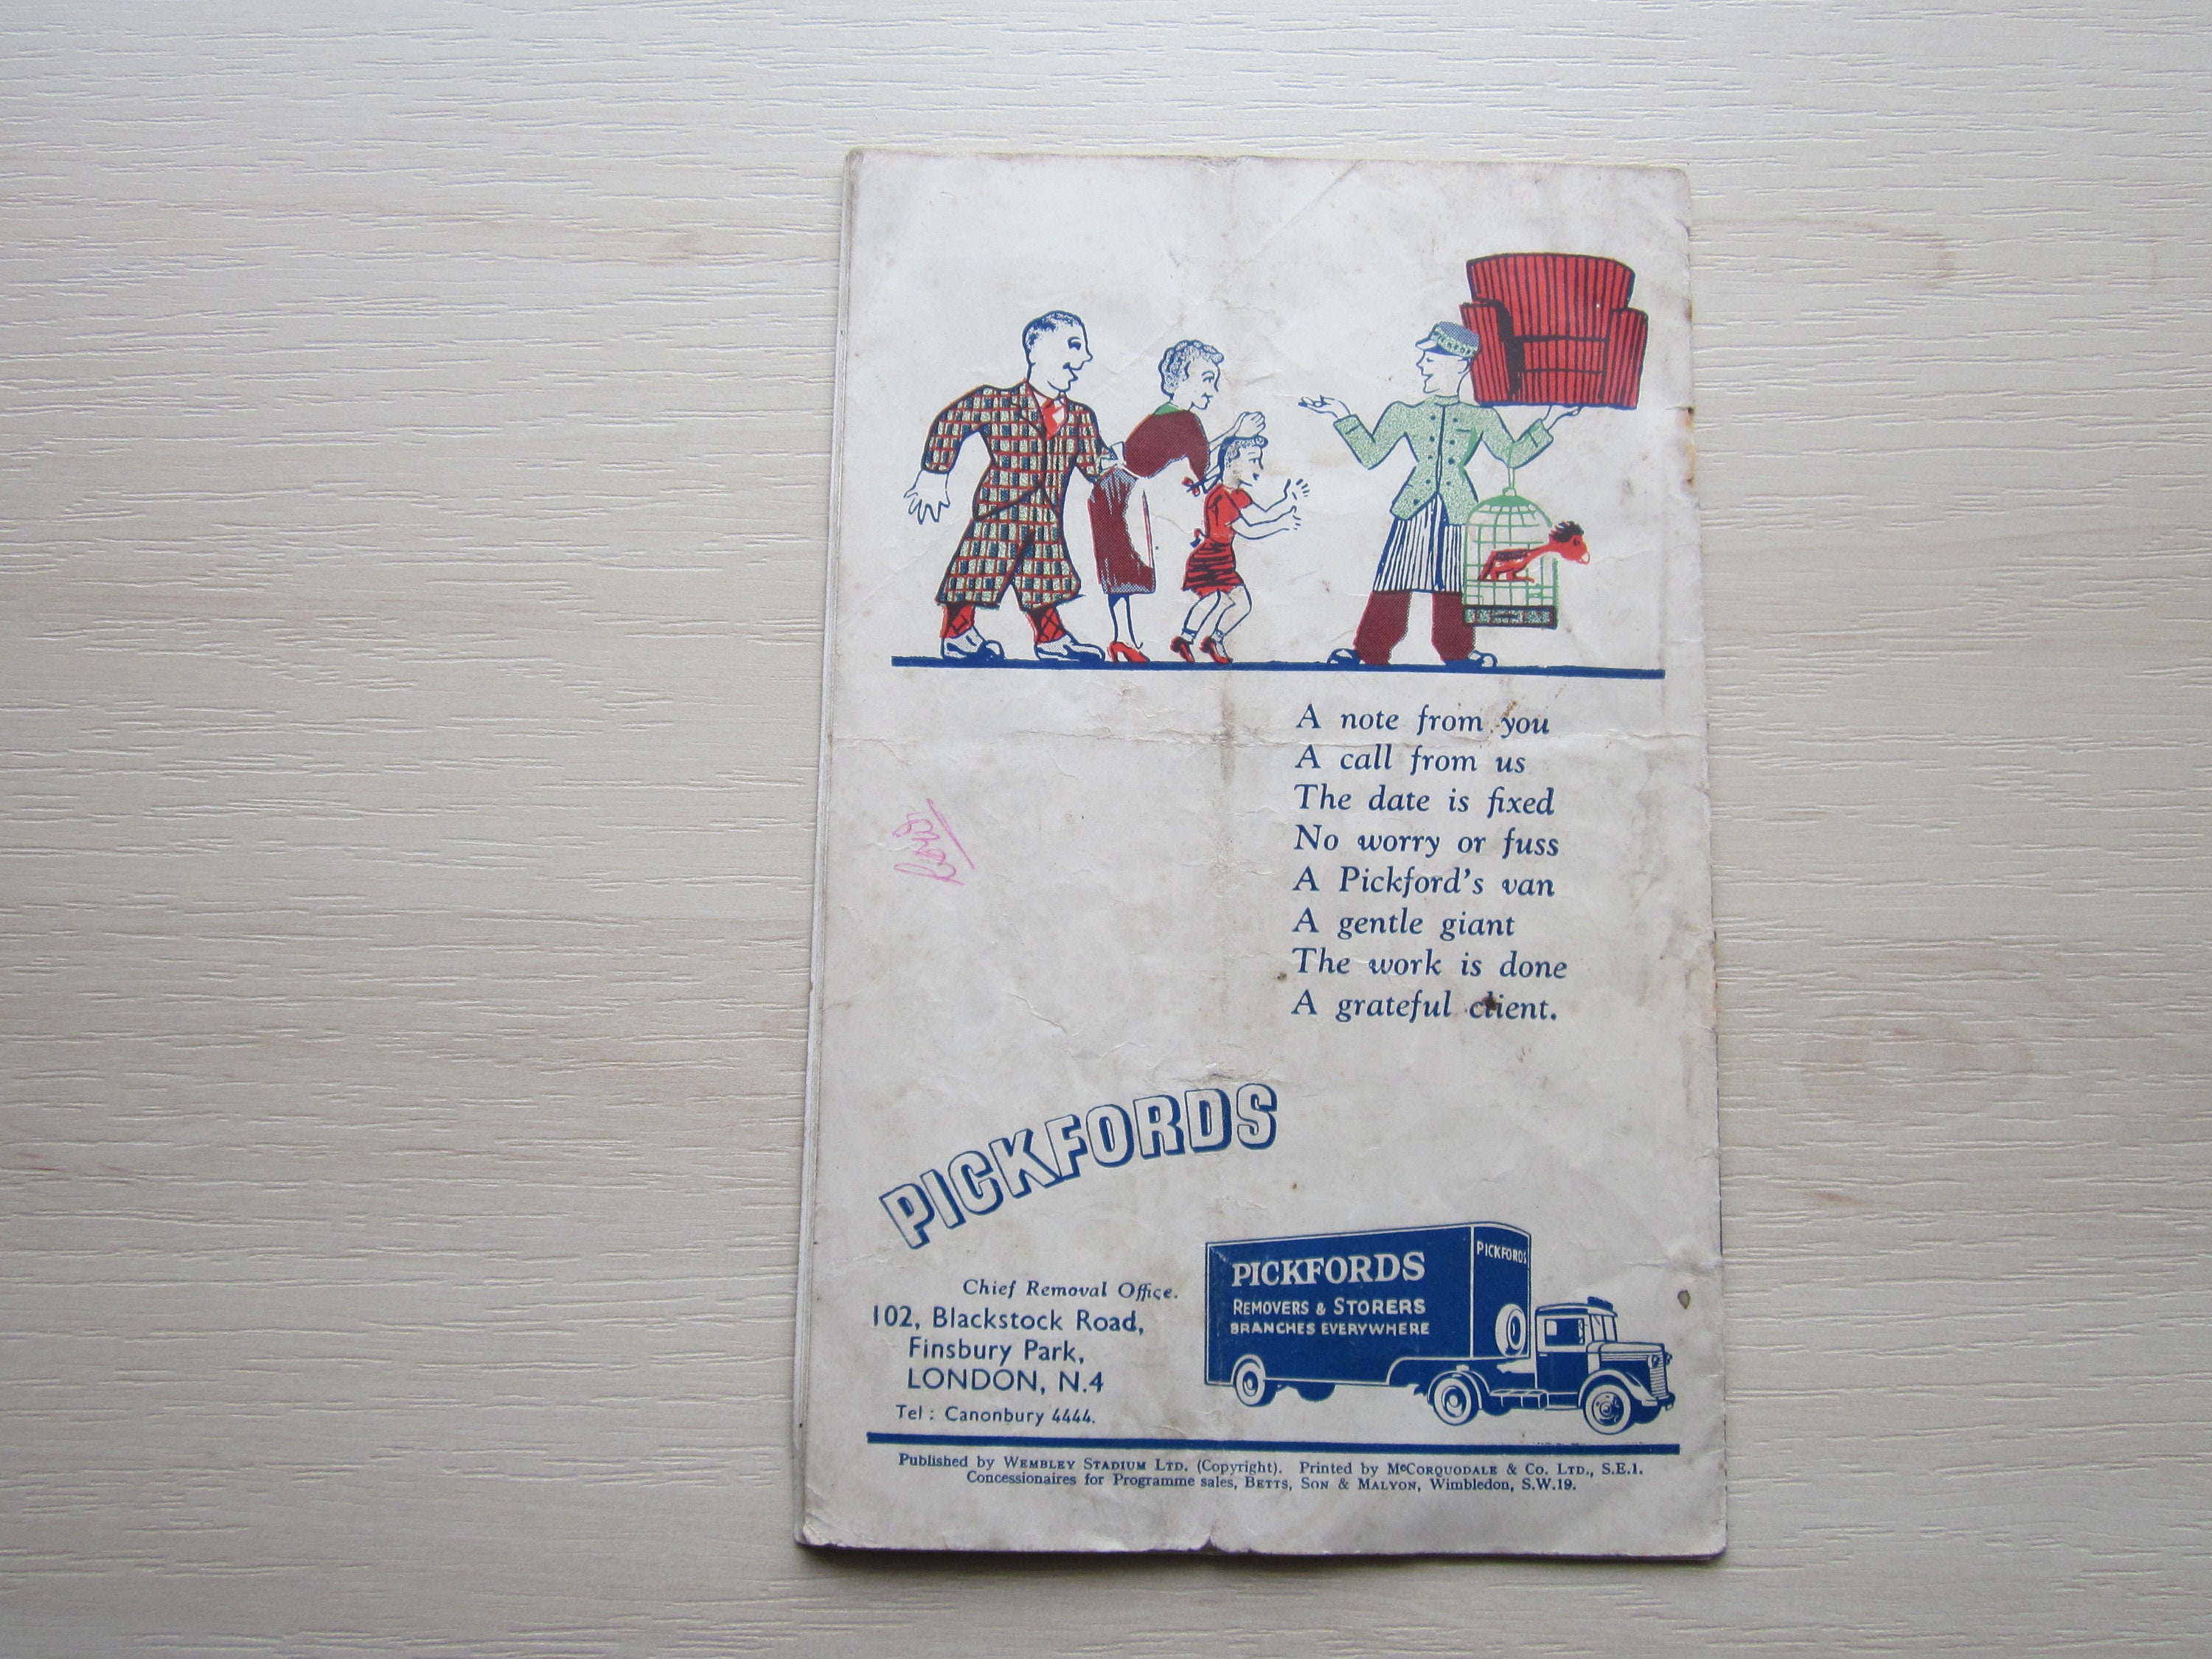 A note from you
A call from us
The date is fixed
No worry or fuss
A Pickford's van
A gentle giant
The work is done
A grateful client.
PICKFORDS
Chief Removal Office.
102, Blackstock Road,
Finsbury Park,
LONDON, N.4
Tel: Canonbury 4444.
PICKFORDS
REMOVERS & STORERS
BRANCHES EVERYWHERE
PICKFORDS
Published by WEMBLEY STADIUM LTD. (Copyright). Printed by McCORQUODALE & CO. LTD., S.E.1.
Concessionaires for Programme sales, BETTS, SON & MALYON, Wimbledon, S.W.19.